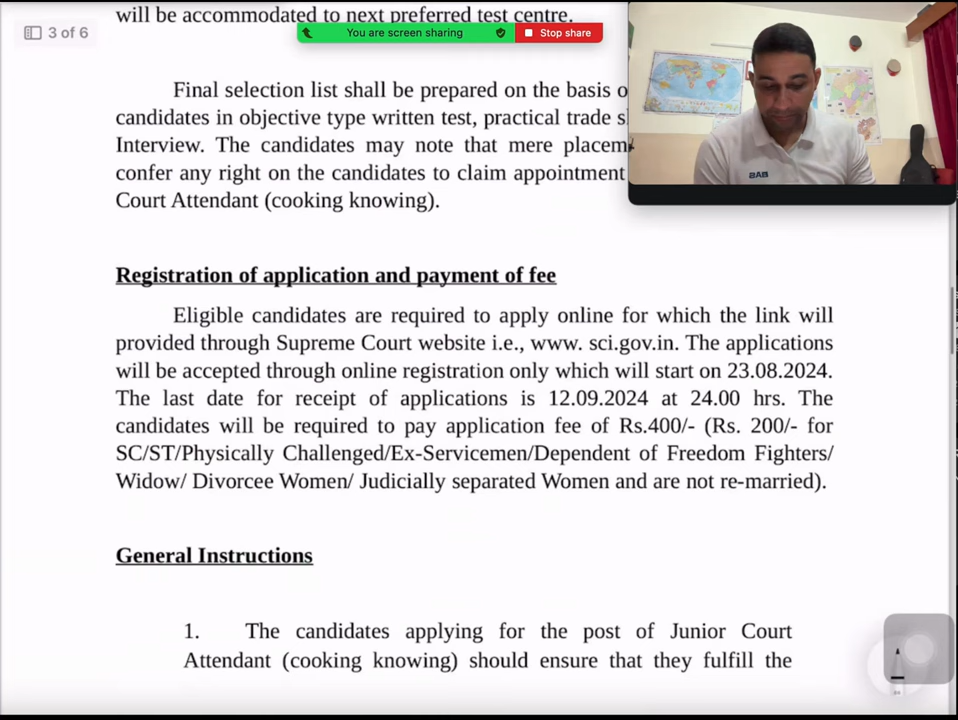 will be accommodated to next preferred test centre.
3 of 6
You are screen sharing
Stop share
Final selection list shall be prepared on the basis o
candidates in objective type written test, practical trade s
Interview. The candidates may note that mere placem
confer any right on the candidates to claim appointment
Court Attendant (cooking knowing).
BAS
Registration of application and payment of fee
Eligible candidates are required to apply online for which the link will
provided through Supreme Court website i.e., www. sci.gov.in. The applications
will be accepted through online registration only which will start on 23.08.2024.
The last date for receipt of applications is 12.09.2024 at 24.00 hrs. The
candidates will be required to pay application fee of Rs.400/- (Rs. 200/- for
SC/ST/Physically Challenged/Ex-Servicemen/Dependent of Freedom Fighters/
Widow/ Divorcee Women/ Judicially separated Women and are not re-married).
General Instructions
1. The candidates applying for the post of Junior Court
Attendant (cooking knowing) should ensure that they fulfill the